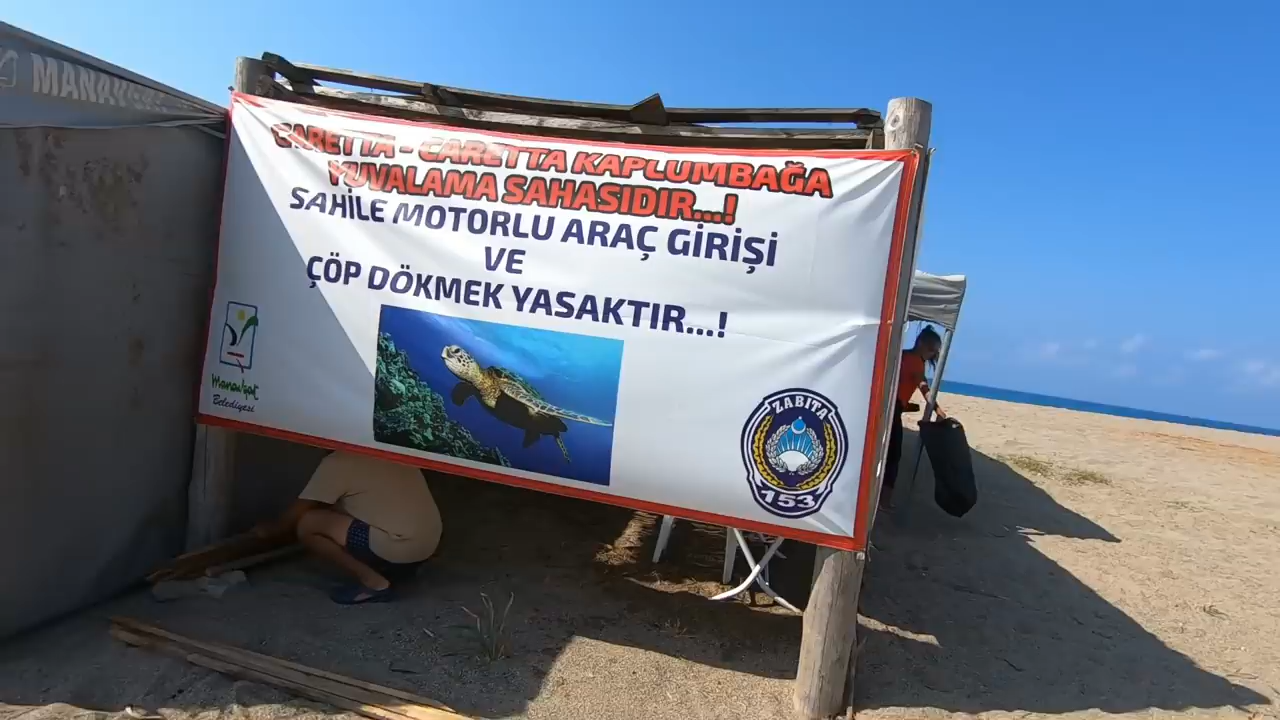 CARETTA - CARETTA KAPLUMBAĞA
YUVALAMA SAHASIDIR...!
SAHİLE MOTORLU ARAÇ GİRİŞİ
VE
ÇÖP DÖKMEK YASAKTIR...!
Manavgat
Belediyesi
ZABITA
153